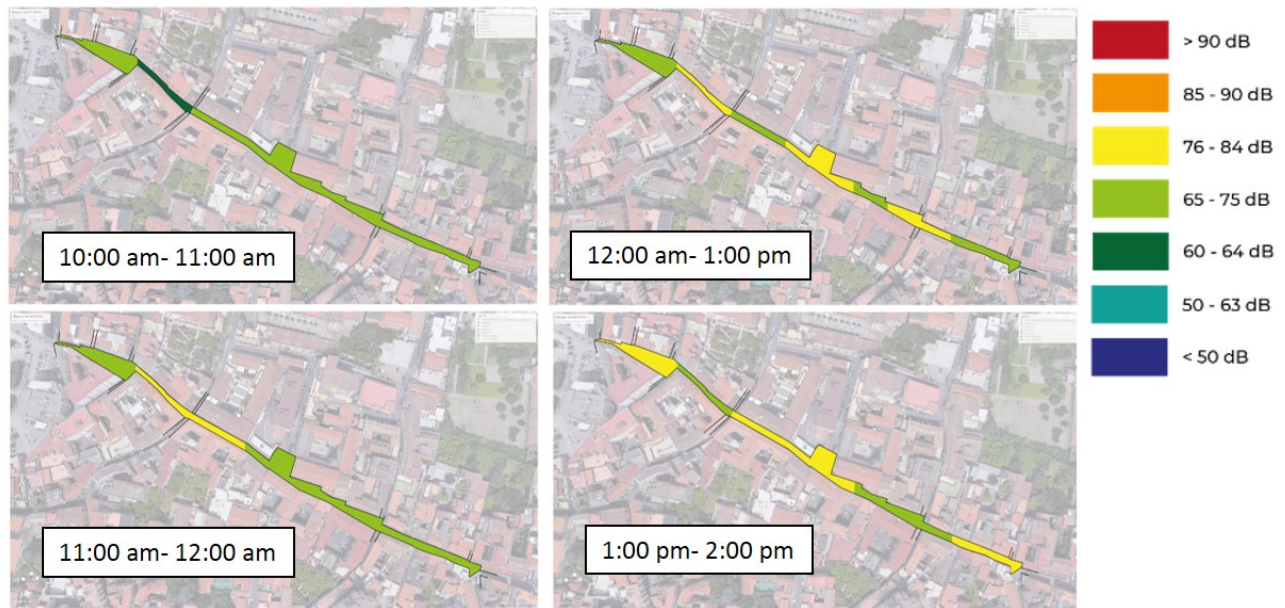 10:00 am- 11:00 am
12:00 am- 1:00 pm
11:00 am- 12:00 am
1:00 pm- 2:00 pm
> 90 dB
85 - 90 dB
76 - 84 dB
65 - 75 dB
60 - 64 dB
50 - 63 dB
< 50 dB